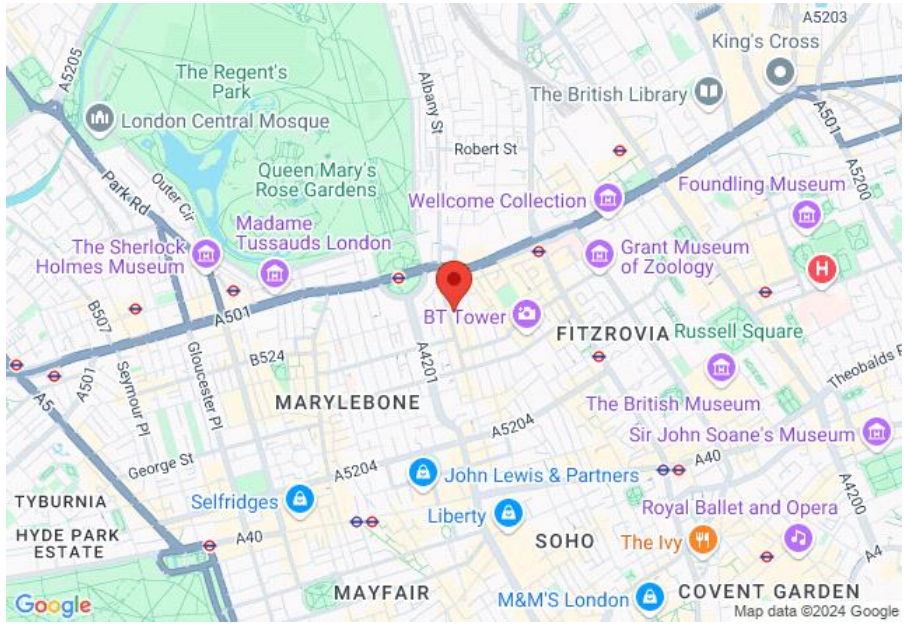 A5203
King's Cross
A5205
The Regent's
Park
The British Library
London Central Mosque
Albany St
A501
Robert St
Queen Mary's
Rose Gardens
Park Rd
Outer Cir
Wellcome Collection
Foundling Museum
A5200
Madame
Tussauds London
The Sherlock
Holmes Museum
Grant Museum
of Zoology
H
B507
A501
BT Tower
FITZROVIA
Russell Square
A4201
B524
Gloucester Pl
Seymour Pl
A501
Theobalds R
A5
MARYLEBONE
The British Museum
A5204
Sir John Soane's Museum
George St
A5204
A40
John Lewis & Partners
TYBURNIA
Selfridges
A4200
Royal Ballet and Opera
Liberty
HYDE PARK
ESTATE
A40
SOHO
The Ivy
A4
MAYFAIR
M&M'S London
COVENT GARDEN
Google
Map data ©2024 Google